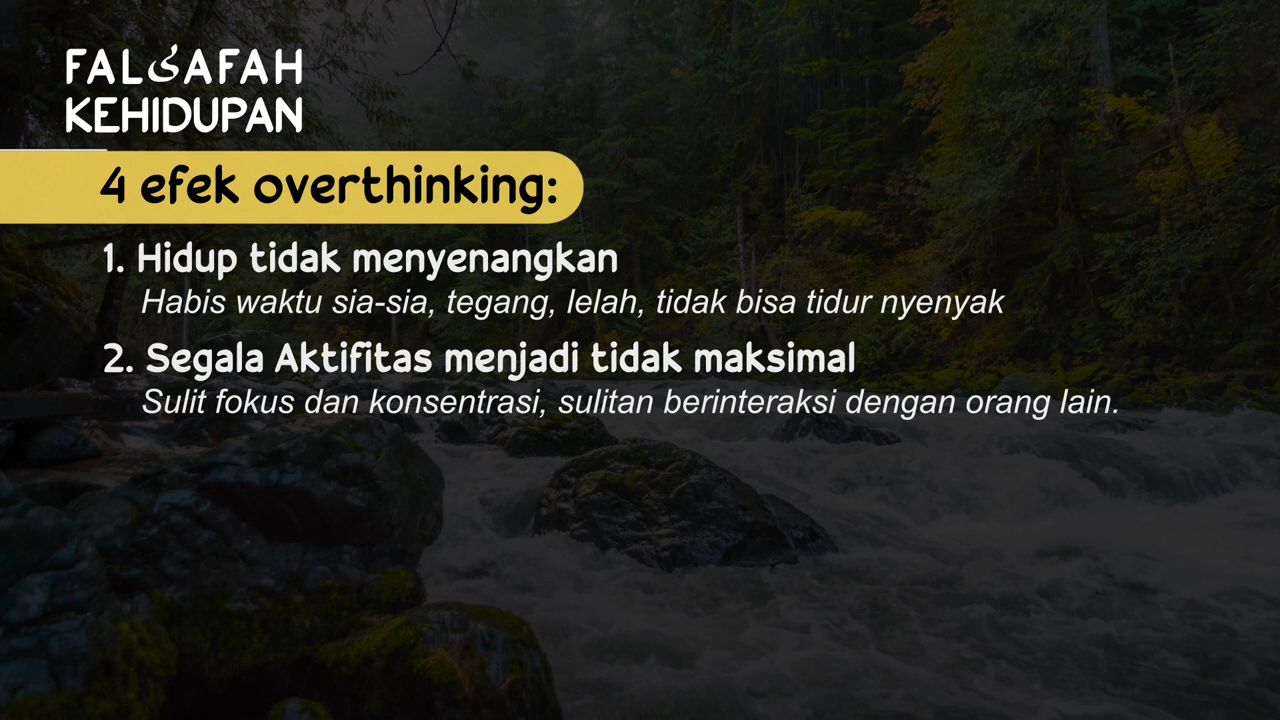 FALSAFAH
KEHIDUPAN
4 efek overthinking:
1. Hidup tidak menyenangkan
Habis waktu sia-sia, tegang, lelah, tidak bisa tidur nyenyak
2. Segala Aktifitas menjadi tidak maksimal
Sulit fokus dan konsentrasi, sulitan berinteraksi dengan orang lain.